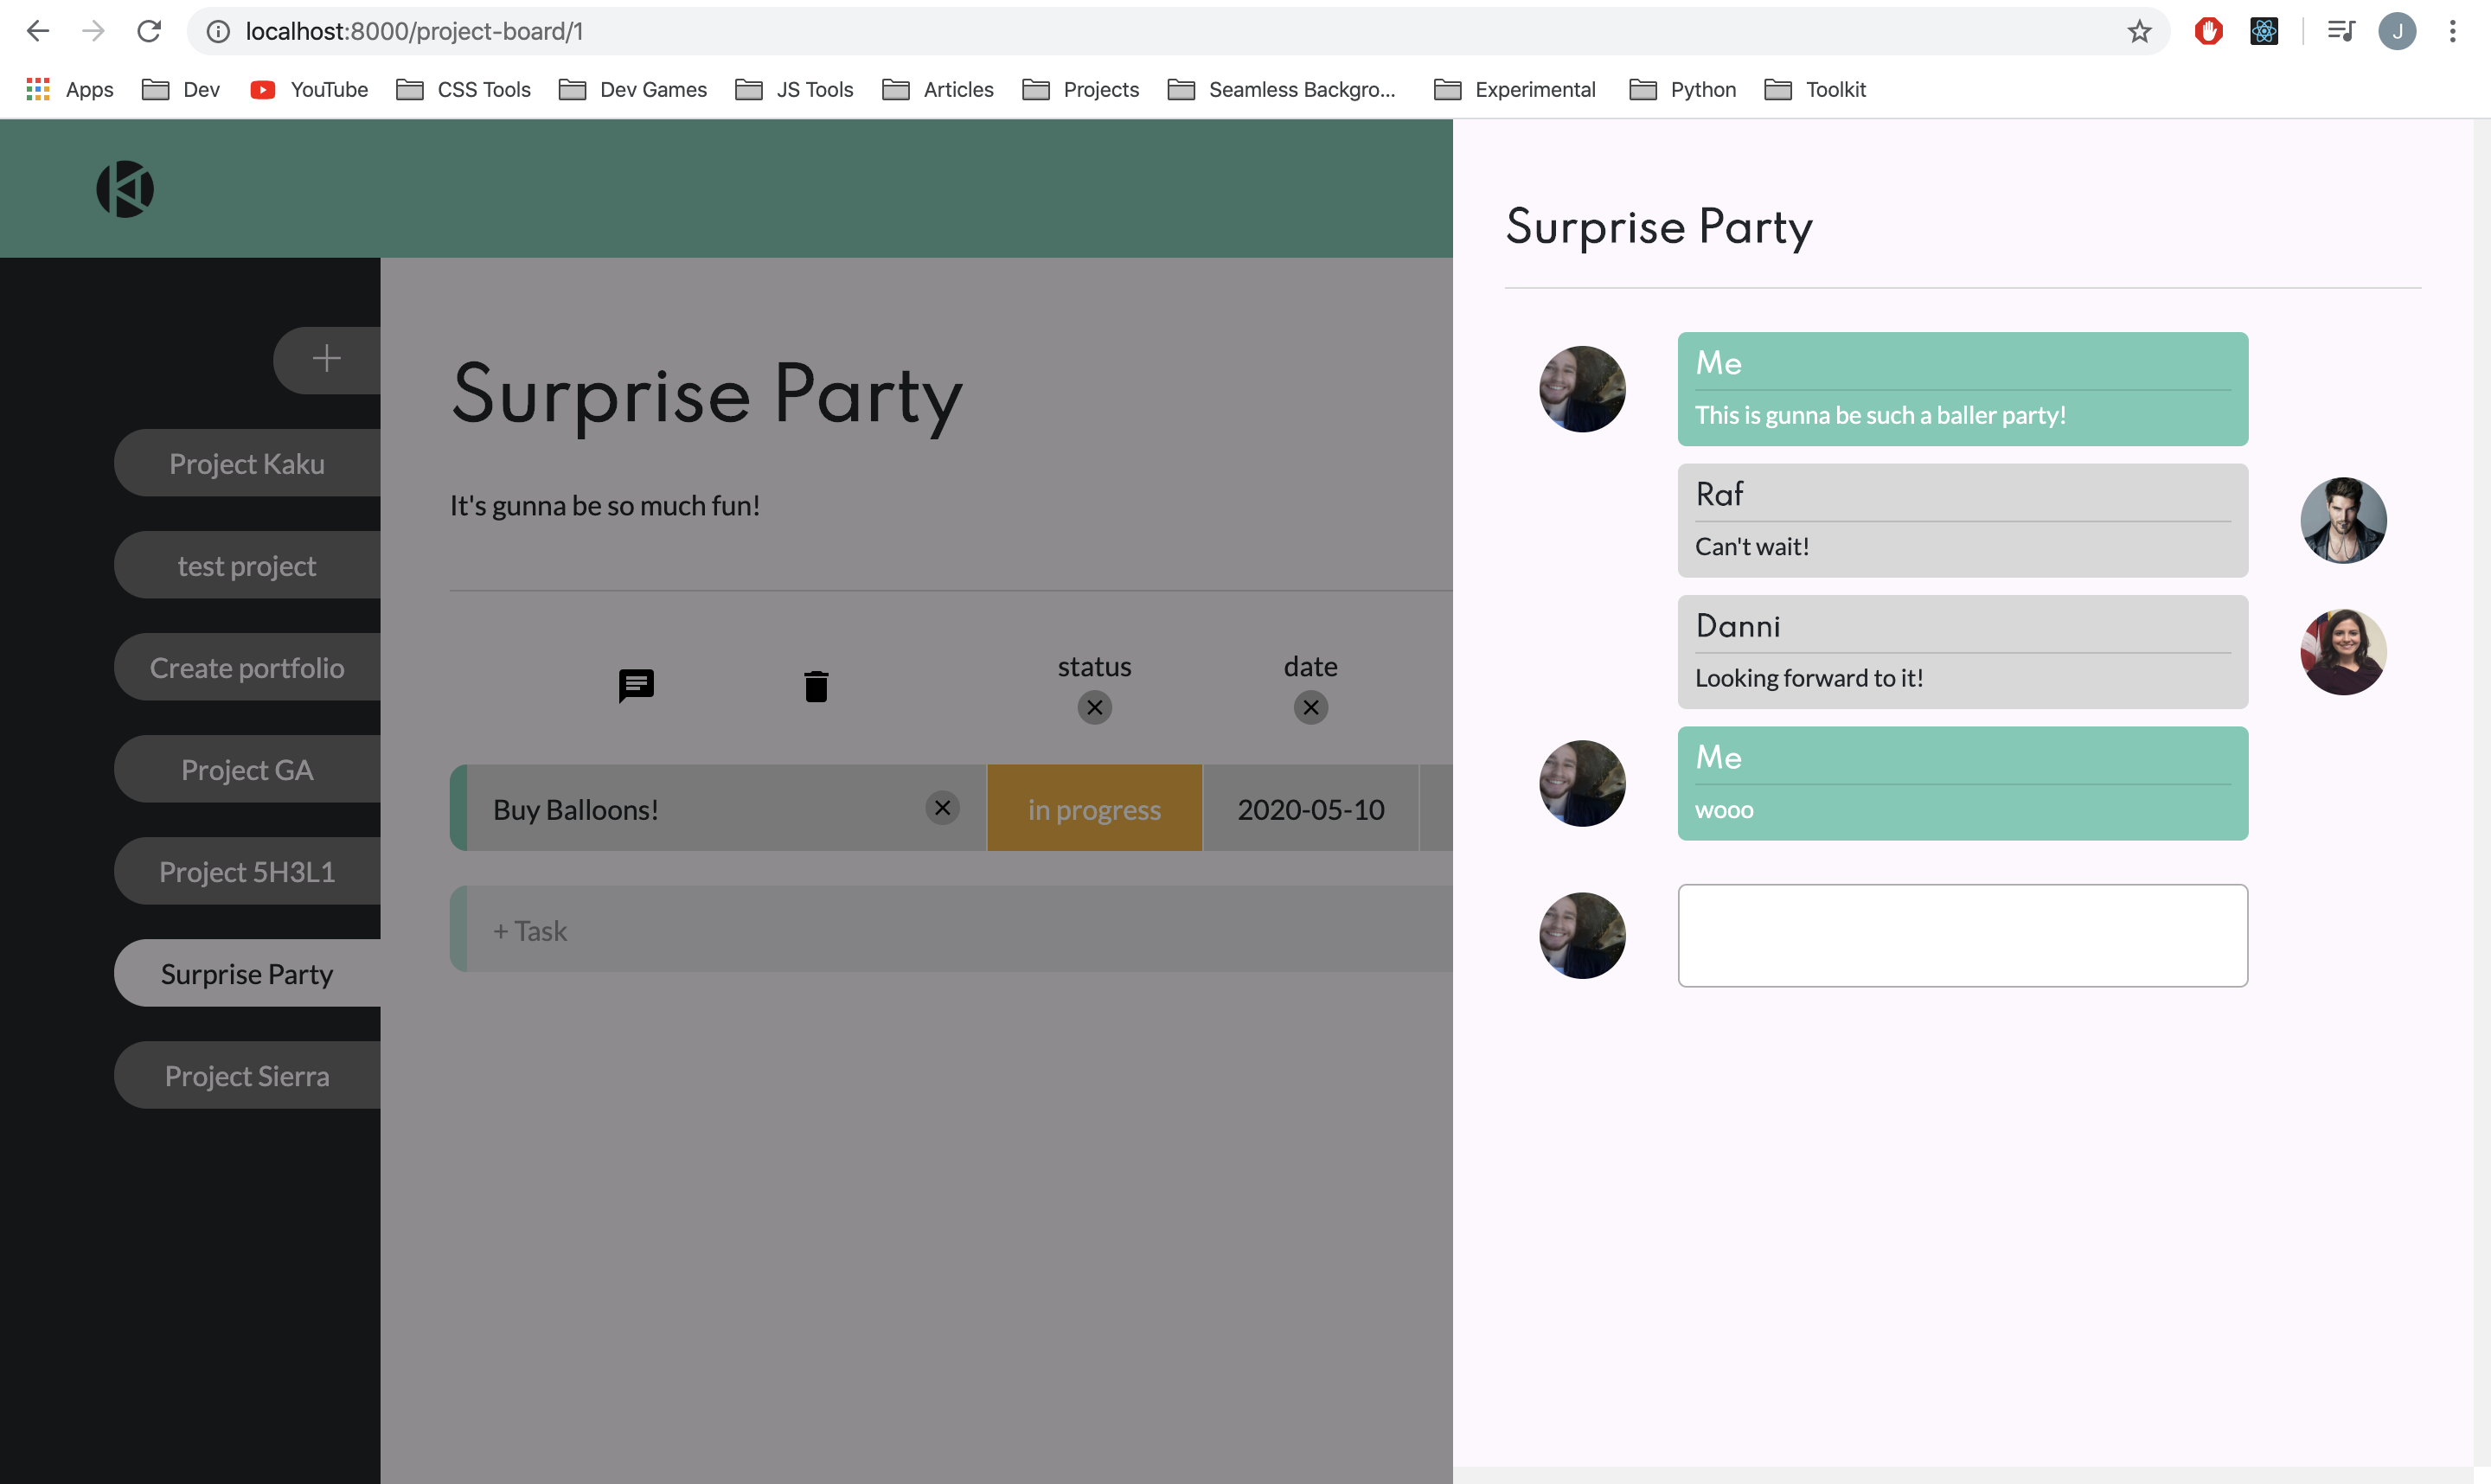 localhost:8000/project-board/1
J
Apps Dev YouTube CSS Tools Dev Games JS Tools Articles Projects Seamless Backgro... Experimental Python Toolkit
+
Project Kaku
test project
Create portfolio
Project GA
Project 5H3L1
Surprise Party
Project Sierra
Surprise Party
It's gunna be so much fun!
status date
Buy Balloons! in progress 2020-05-10
+ Task
Surprise Party
Me
This is gunna be such a baller party!
Raf
Can't wait!
Danni
Looking forward to it!
Me
wooo